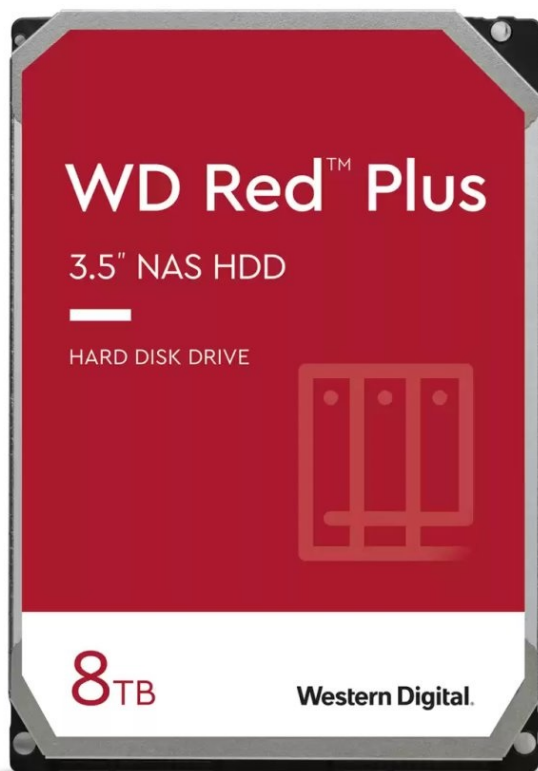 WD Red™ Plus
3.5" NAS HDD
HARD DISK DRIVE
8TB
Western Digital.